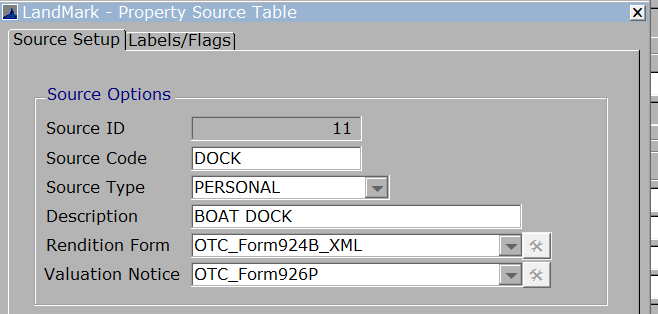 LandMark - Property Source Table
Source Setup Labels/Flags
Source Options
Source ID 11
Source Code DOCK
Source Type PERSONAL
Description BOAT DOCK
Rendition Form OTC_Form924B_XML
Valuation Notice OTC_Form926P